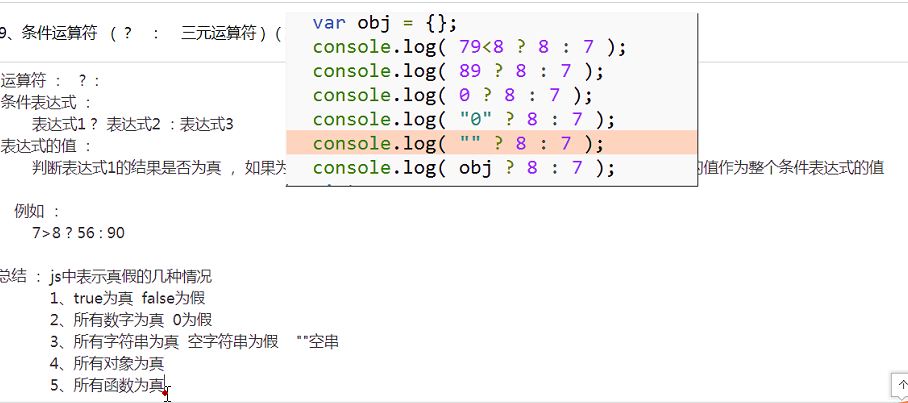 9、条件运算符 （ ? : 三元运算符）(
var obj = {};
console.log( 79<8 ? 8 : 7 );
console.log( 89 ? 8 : 7 );
console.log( 0 ? 8 : 7 );
console.log( "0" ? 8 : 7 );
console.log( "" ? 8 : 7 );
console.log( obj ? 8 : 7 );
运算符 ： ? :
条件表达式 ：
表达式1 ? 表达式2 : 表达式3
表达式的值 ：
判断表达式1的结果是否为真 ，如果为
的值作为整个条件表达式的值
例如 ：
7>8 ? 56 : 90
总结 ： js中表示真假的几种情况
1、true为真 false为假
2、所有数字为真 0为假
3、所有字符串为真 空字符串为假 ""空串
4、所有对象为真
5、所有函数为真